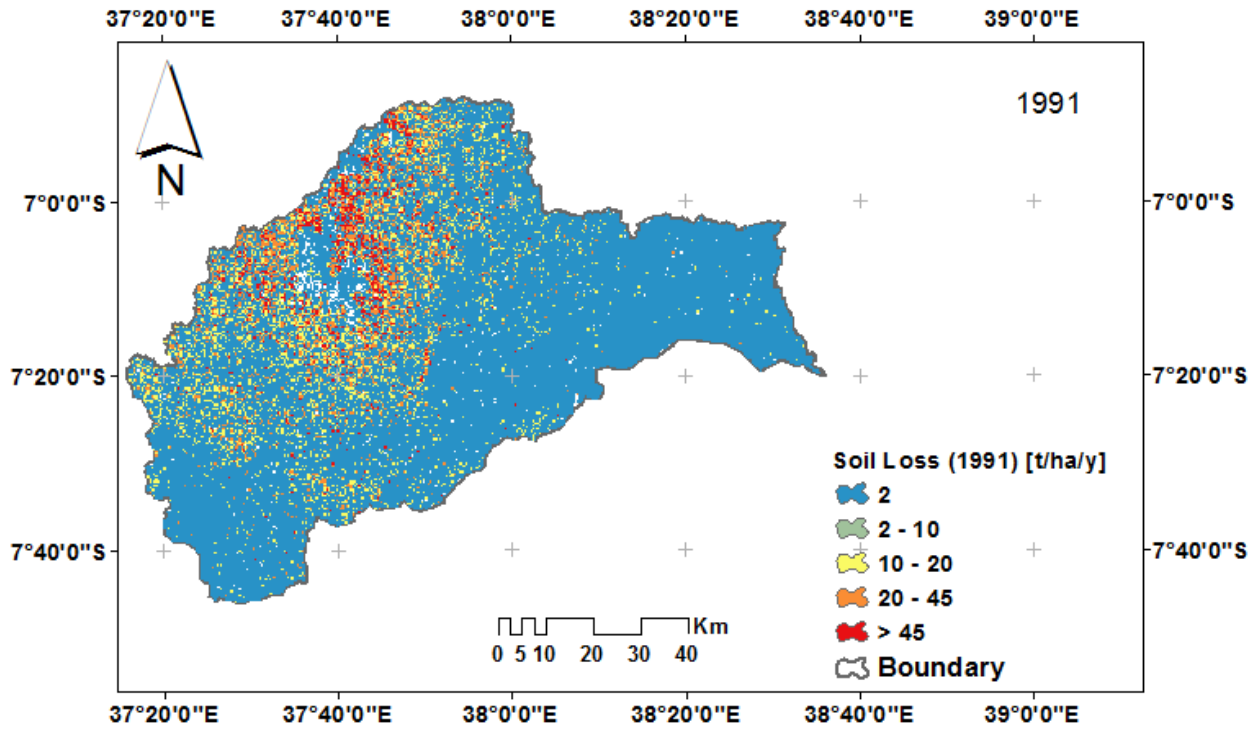 37°20'0"E 37°40'0"E 38°0'0"E 38°20'0"E 38°40'0"E 39°0'0"E
1991
N
7°0'0"S 7°0'0"S
7°20'0"S 7°20'0"S
Soil Loss (1991) [t/ha/y]
2
2 - 10
7°40'0"S 7°40'0"S
10 - 20
20 - 45
> 45
Km
0 5 10 20 30 40
Boundary
37°20'0"E 37°40'0"E 38°0'0"E 38°20'0"E 38°40'0"E 39°0'0"E